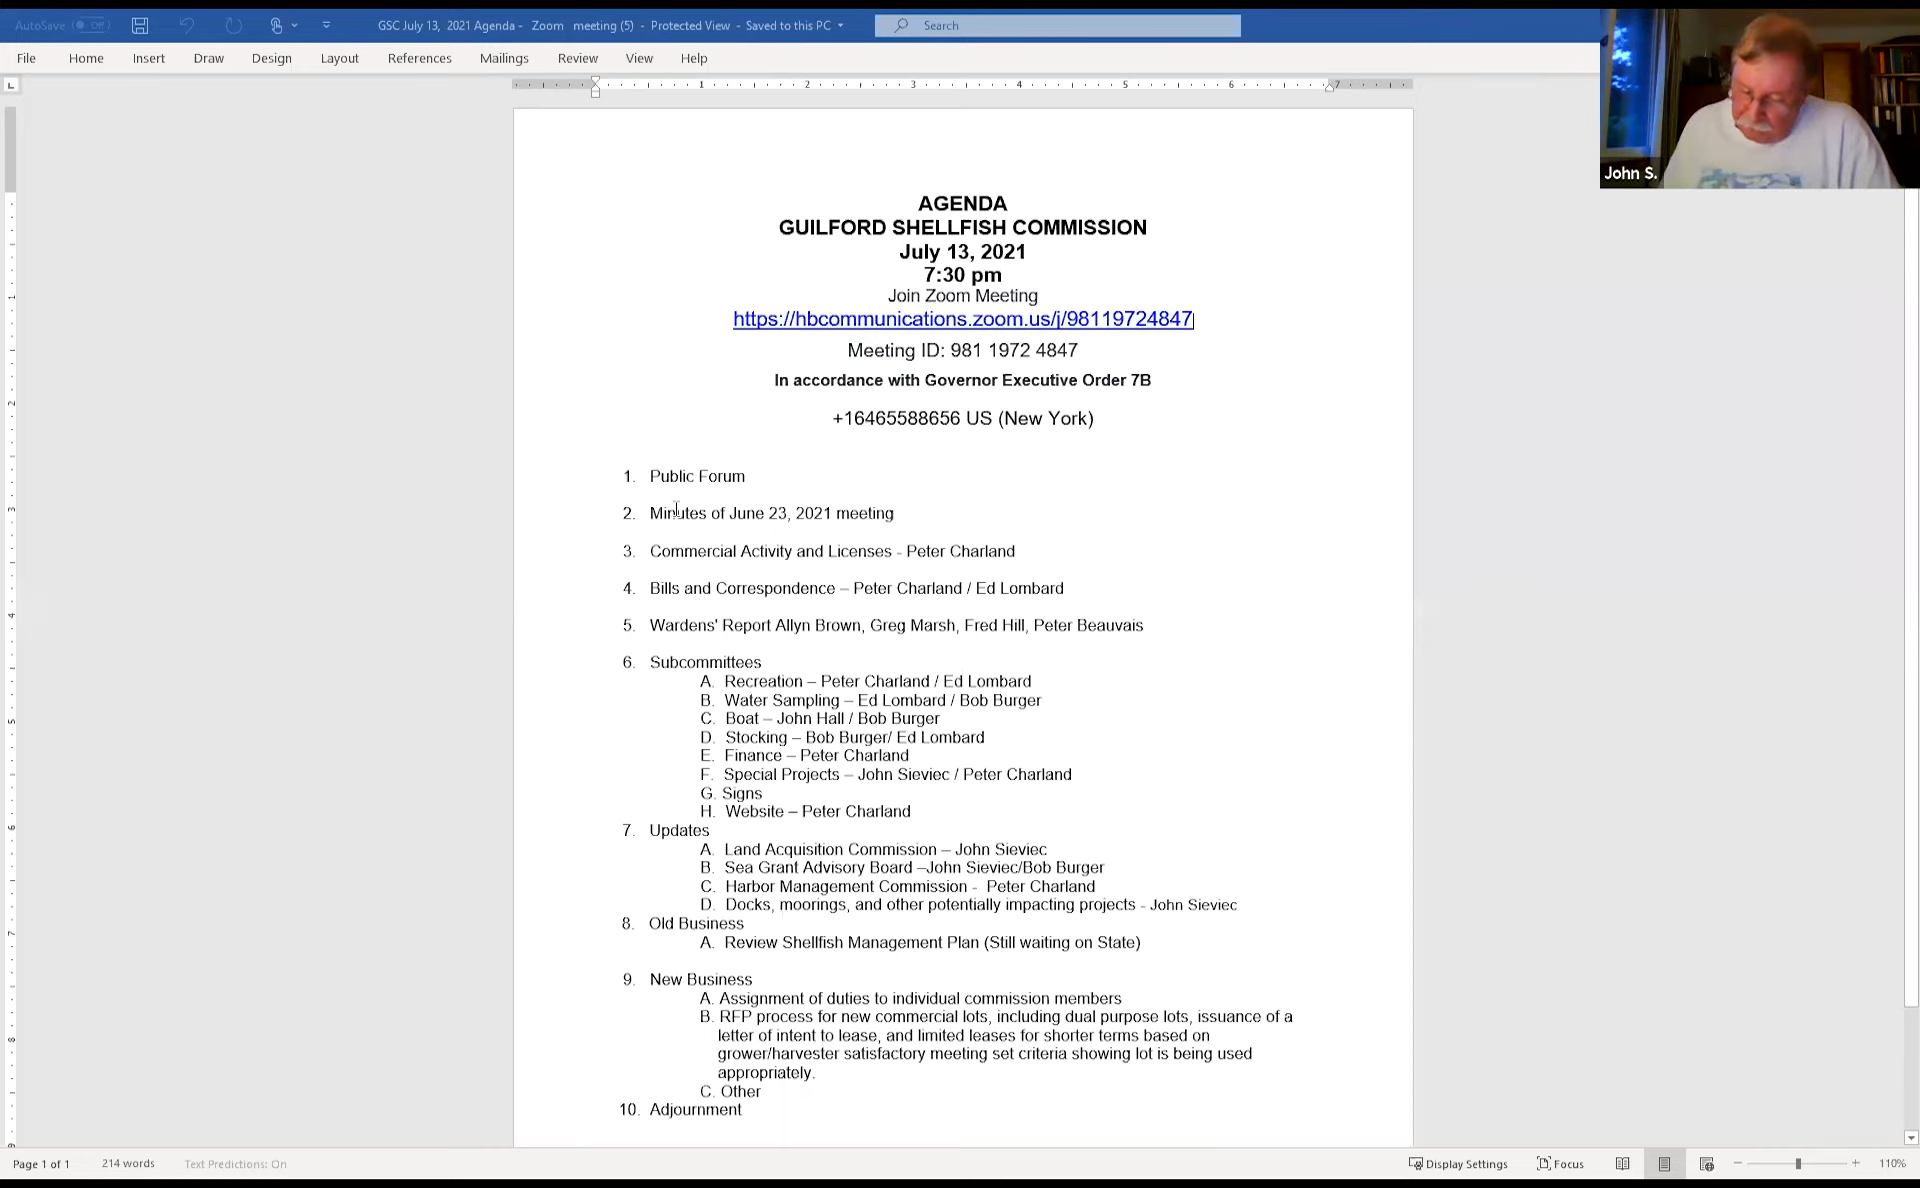 AutoSave Off
GSC July 13, 2021 Agenda - Zoom meeting (5) - Protected View - Saved to this PC
Search
File Home Insert Draw Design Layout References Mailings Review View Help
1 2 3 4 5 6 7
John S.
AGENDA
GUILFORD SHELLFISH COMMISSION
July 13, 2021
7:30 pm
Join Zoom Meeting
https://hbcommunications.zoom.us/j/98119724847
Meeting ID: 981 1972 4847
In accordance with Governor Executive Order 7B
+16465588656 US (New York)
1. Public Forum
2. Minutes of June 23, 2021 meeting
3. Commercial Activity and Licenses - Peter Charland
4. Bills and Correspondence – Peter Charland / Ed Lombard
5. Wardens' Report Allyn Brown, Greg Marsh, Fred Hill, Peter Beauvais
6. Subcommittees
A. Recreation – Peter Charland / Ed Lombard
B. Water Sampling – Ed Lombard / Bob Burger
C. Boat – John Hall / Bob Burger
D. Stocking – Bob Burger/ Ed Lombard
E. Finance – Peter Charland
F. Special Projects – John Sieviec / Peter Charland
G. Signs
H. Website – Peter Charland
7. Updates
A. Land Acquisition Commission – John Sieviec
B. Sea Grant Advisory Board –John Sieviec/Bob Burger
C. Harbor Management Commission - Peter Charland
D. Docks, moorings, and other potentially impacting projects - John Sieviec
8. Old Business
A. Review Shellfish Management Plan (Still waiting on State)
9. New Business
A. Assignment of duties to individual commission members
B. RFP process for new commercial lots, including dual purpose lots, issuance of a
letter of intent to lease, and limited leases for shorter terms based on
grower/harvester satisfactory meeting set criteria showing lot is being used
appropriately.
C. Other
10. Adjournment
Page 1 of 1 214 words Text Predictions: On
Display Settings Focus 110%